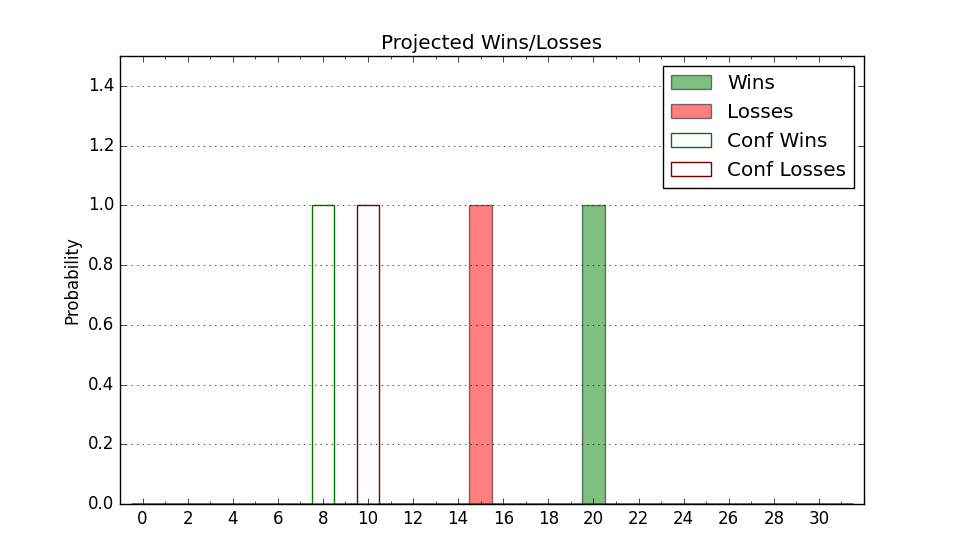 Projected Wins/Losses
Wins
Losses
Conf Wins
Conf Losses
Probability
1.4
1.2
1.0
0.8
0.6
0.4
0.2
0.0
0 2 4 6 8 10 12 14 16 18 20 22 24 26 28 30